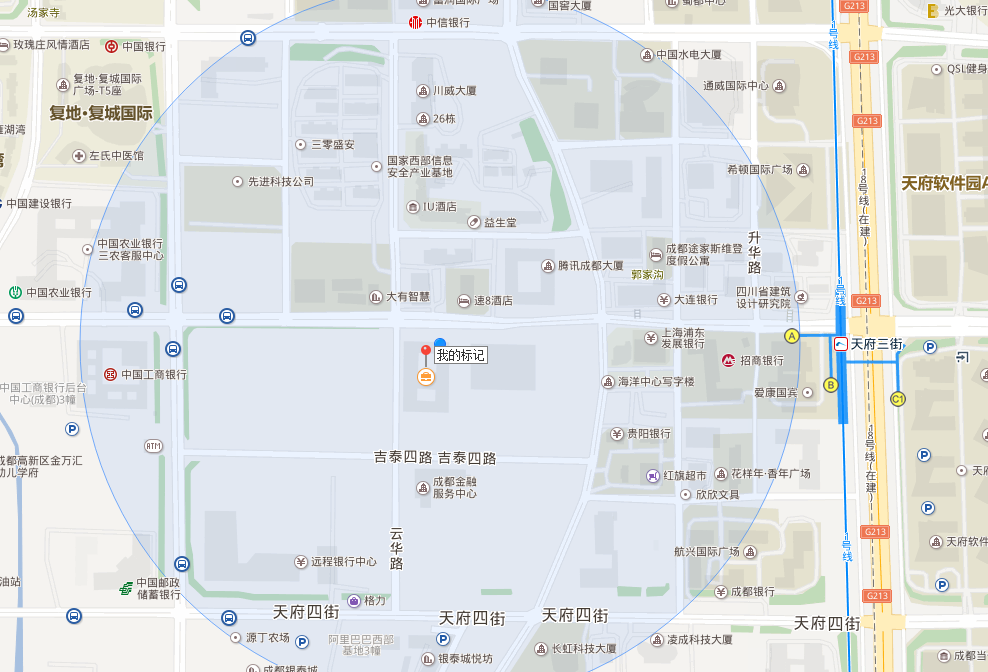 汤家寺
中信银行
国窖大厦
蜀都中心
G213
光大银行
玫瑰庄风情酒店
中国银行
1号线
中国水电大厦
G213
QSL健身
复地·复城国际
广场-T5座
通威国际中心
复地·复城国际
川威大厦
26栋
G213
雁湖湾
左氏中医馆
三零盛安
国家西部信息
安全产业基地
希顿国际广场
18号线(在建)
天府软件园A
先进科技公司
中国建设银行
IU酒店
益生堂
升华路
中国农业银行
三农客服中心
成都途家斯维登
度假公寓
腾讯成都大厦
郭家沟
中国农业银行
大有智慧
速8酒店
大连银行
四川省建筑
设计研究院
1号线
G213
上海浦东
发展银行
A
天府三街
P
我的标记
招商银行
中国工商银行
海洋中心写字楼
B
爱康国宾
C1
中国工商银行后台
中心(成都)3幢
P
贵阳银行
ATM
吉泰四路 吉泰四路
18号线(在建)
P
成都高新区金万汇
幼儿学府
红旗超市
花样年·香年广场
天府软
成都金融
服务中心
欣欣文具
P
云华路
G213
1号线
天府软件
航兴国际广场
远程银行中心
油站
中国邮政
储蓄银行
P
成都银行
格力
G213
天府四街
天府四街
天府四街
天府四街
源丁农场
P
阿里巴巴西部
基地3幢
P
凌成科技大厦
长虹科技大厦
银泰城悦坊
成都银泰城
成都当